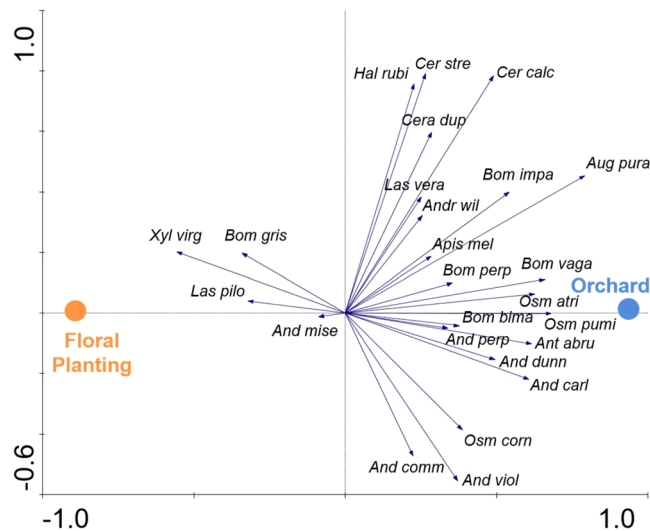 1.0
Cer stre
Hal rubi
Cer calc
Cera dup
Aug pura
Las vera
Bom impa
Andr wil
Xyl virg
Bom gris
Apis mel
Bom perp
Bom vaga
Orchard
Las pilo
Osm atri
Bom bima
Osm pumi
And mise
And perp
Ant abru
Floral
Planting
And dunn
And carl
Osm corn
And comm
And viol
-0.6
-1.0
1.0